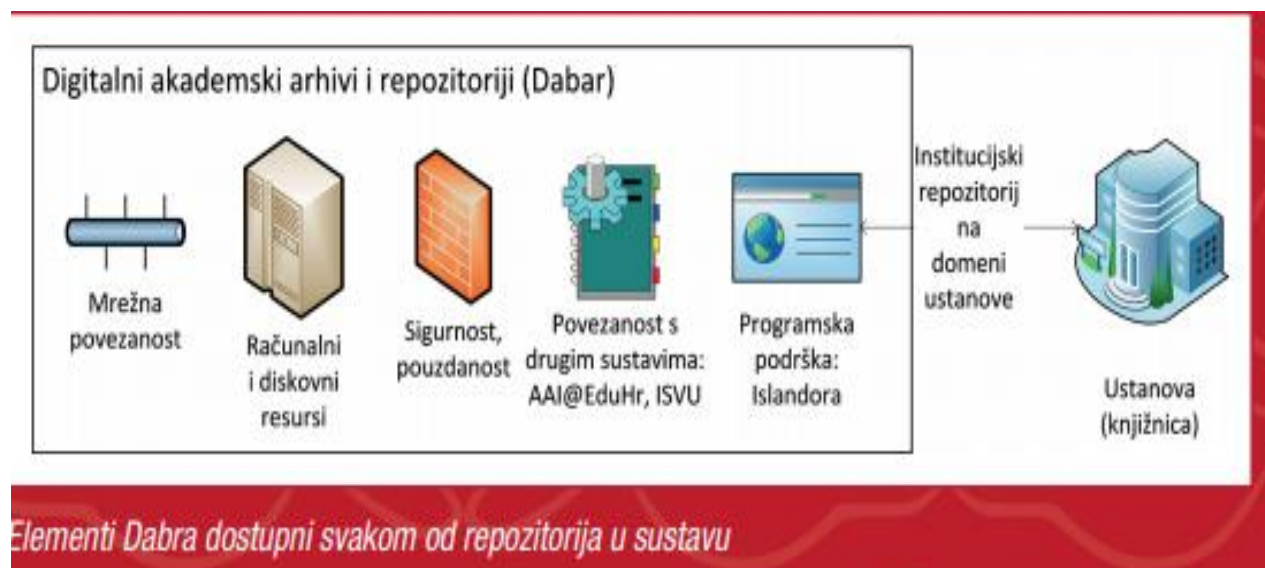 Digitalni akademski arhivi i repozitoriji (Dabar)
Mrežna
povezanost
Računalni
i diskovni
resursi
Sigurnost,
pouzdanost
Povezanost s
drugim sustavima:
AAI@EduHr, ISVU
Programska
podrška:
Islandora
Institucijski
repozitorij
na
domeni
ustanove
Ustanova
(knjižnica)
Elementi Dabra dostupni svakom od repozitorija u sustavu